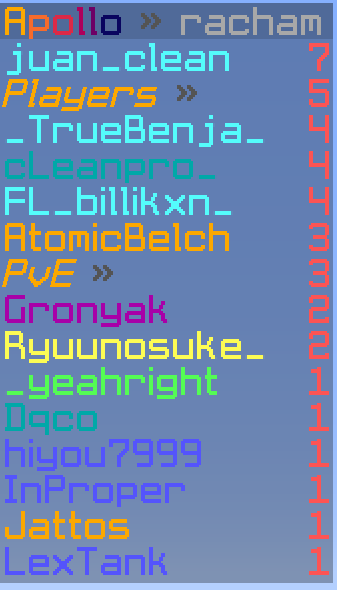 Apollo » racham
juan_clean 7
Players » 5
_TrueBenja_ 4
cLeanpro_ 4
FL_billikxn_ 4
AtomicBelch 3
PvE » 3
Gronyak 2
Ryuunosuke_ 2
_yeahright 1
Dqco 1
hiyou7999 1
InProper 1
Jattos 1
LexTank 1